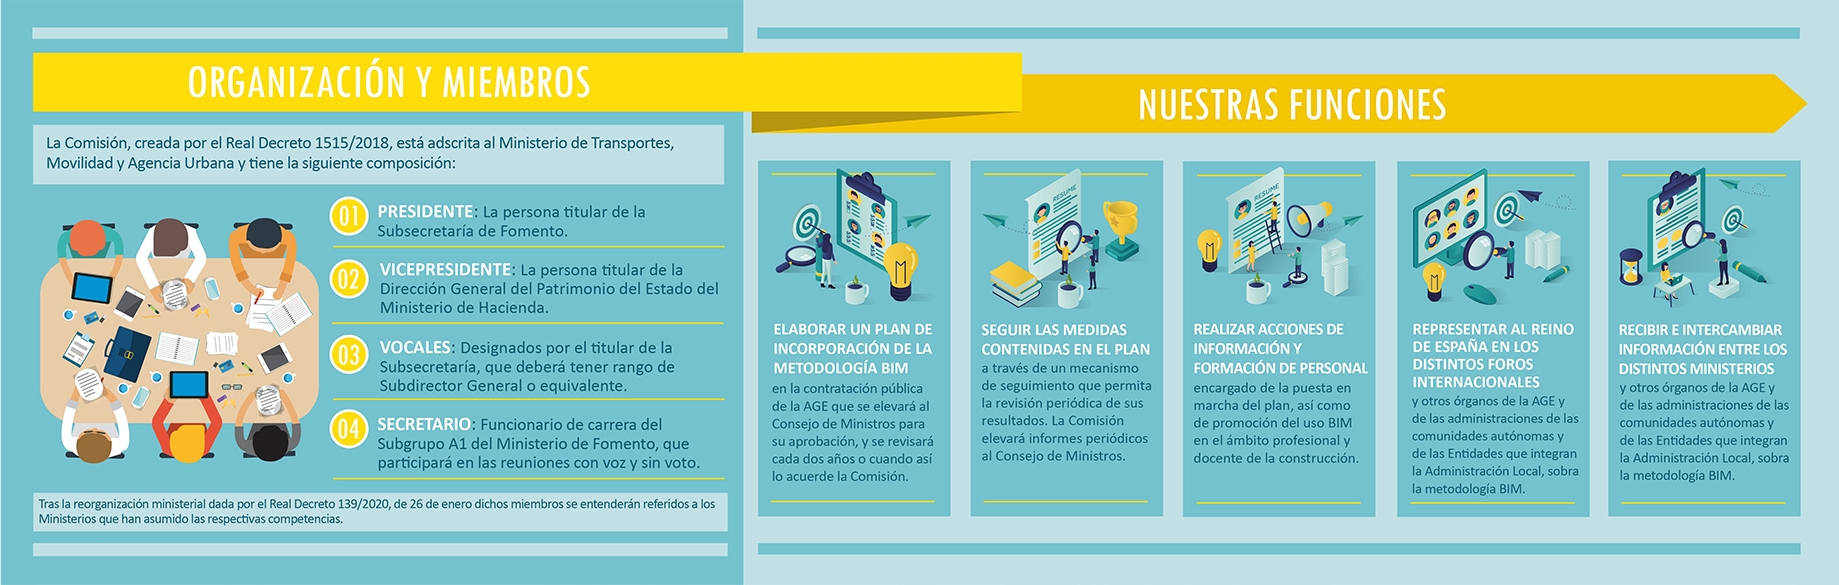 ORGANIZACIÓN Y MIEMBROS
La Comisión, creada por el Real Decreto 1515/2018, está adscrita al Ministerio de Transportes,
Movilidad y Agencia Urbana y tiene la siguiente composición:
01 PRESIDENTE: La persona titular de la
Subsecretaría de Fomento.
02 VICEPRESIDENTE: La persona titular de la
Dirección General del Patrimonio del Estado del
Ministerio de Hacienda.
03 VOCALES: Designados por el titular de la
Subsecretaría, que deberá tener rango de
Subdirector General o equivalente.
04 SECRETARIO: Funcionario de carrera del
Subgrupo A1 del Ministerio de Fomento, que
participará en las reuniones con voz y sin voto.
Tras la reorganización ministerial dada por el Real Decreto 139/2020, de 26 de enero dichos miembros se entenderán referidos a los
Ministerios que han asumido las respectivas competencias.
NUESTRAS FUNCIONES
ELABORAR UN PLAN DE
INCORPORACIÓN DE LA
METODOLOGÍA BIM
en la contratación pública
de la AGE que se elevará al
Consejo de Ministros para
su aprobación, y se revisará
cada dos años o cuando así
lo acuerde la Comisión.
RESUME
SEGUIR LAS MEDIDAS
CONTENIDAS EN EL PLAN
a través de un mecanismo
de seguimiento que permita
la revisión periódica de sus
resultados. La Comisión
elevará informes periódicos
al Consejo de Ministros.
RESUME
REALIZAR ACCIONES DE
INFORMACIÓN Y
FORMACIÓN DE PERSONAL
encargado de la puesta en
marcha del plan, así como
de promoción del uso BIM
en el ámbito profesional y
docente de la construcción.
REPRESENTAR AL REINO
DE ESPAÑA EN LOS
DISTINTOS FOROS
INTERNACIONALES
y otros órganos de la AGE y
de las administraciones de las
comunidades autónomas y
de las Entidades que integran
la Administración Local, sobra
la metodología BIM.
RECIBIR E INTERCAMBIAR
INFORMACIÓN ENTRE LOS
DISTINTOS MINISTERIOS
y otros órganos de la AGE y
de las administraciones de las
comunidades autónomas y
de las Entidades que integran
la Administración Local, sobra
la metodología BIM.